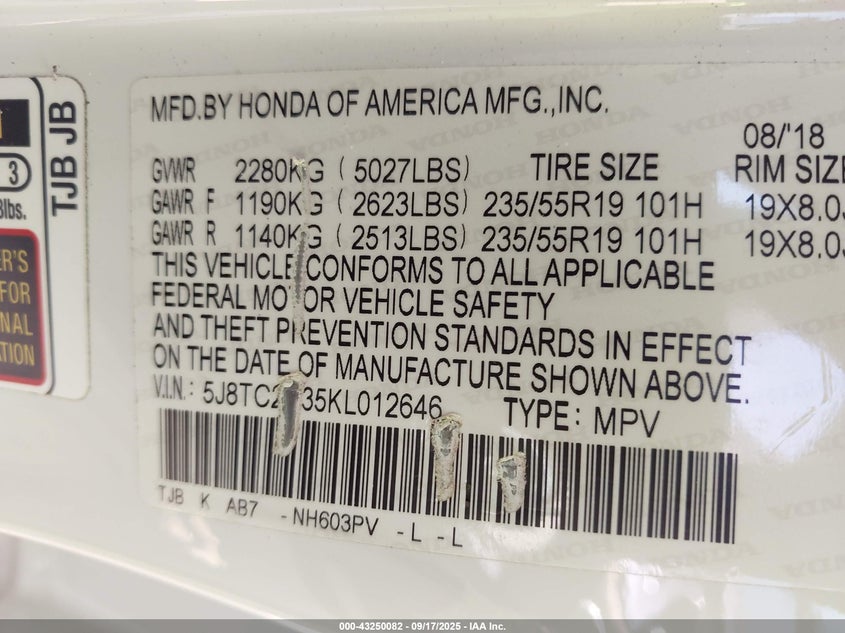 MFD.BY HONDA OF AMERICA MFG.,INC.
08/'18
GVWR 2280KG (5027LBS) TIRE SIZE RIM SIZE
GAWR F 1190KG (2623LBS) 235/55R19 101H 19X8.0J
GAWR R 1140KG (2513LBS) 235/55R19 101H 19X8.0J
THIS VEHICLE CONFORMS TO ALL APPLICABLE
FEDERAL MOTOR VEHICLE SAFETY
AND THEFT PREVENTION STANDARDS IN EFFECT
ON THE DATE OF MANUFACTURE SHOWN ABOVE.
V.I.N.: TYPE: MPV
TJB K AB7 -NH603PV -L -L
TJB JB
3
lbs.
FOR
000-43250082 - 09/17/2025 - IAA Inc.